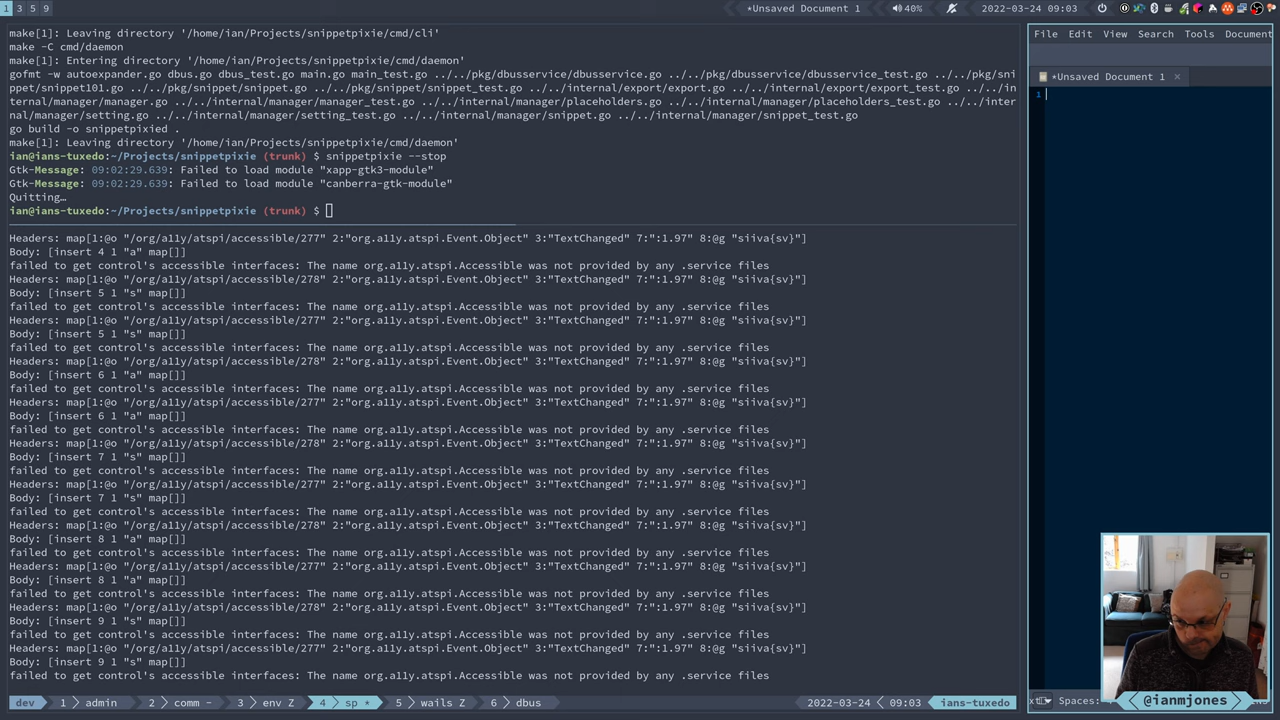 1 3 5 9
*Unsaved Document 1
40%
2022-03-24
09:03
make[1]: Leaving directory '/home/ian/Projects/snippetpixie/cmd/cli'
make -C cmd/daemon
make[1]: Entering directory '/home/ian/Projects/snippetpixie/cmd/daemon'
gofmt -w autoexpander.go dbus.go dbus_test.go main.go main_test.go ../../pkg/dbusservice/dbusservice.go ../../pkg/dbusservice/dbusservice_test.go ../../pkg/sni
ppet/snippet101.go ../../pkg/snippet/snippet.go ../../pkg/snippet/snippet_test.go ../../internal/export/export.go ../../internal/export/export_test.go ../../in
ternal/manager/manager.go ../../internal/manager/manager_test.go ../../internal/manager/placeholders.go ../../internal/manager/placeholders_test.go ../../inter
nal/manager/setting.go ../../internal/manager/setting_test.go ../../internal/manager/snippet.go ../../internal/manager/snippet_test.go
go build -o snippetpixied .
make[1]: Leaving directory '/home/ian/Projects/snippetpixie/cmd/daemon'
ian@ians-tuxedo:~/Projects/snippetpixie (trunk) $ snippetpixie --stop
Gtk-Message: 09:02:29.639: Failed to load module "xapp-gtk3-module"
Gtk-Message: 09:02:29.639: Failed to load module "canberra-gtk-module"
Quitting…
ian@ians-tuxedo:~/Projects/snippetpixie (trunk) $
Headers: map[1:@o "/org/a11y/atspi/accessible/277" 2:"org.a11y.atspi.Event.Object" 3:"TextChanged" 7:":1.97" 8:@g "siiva{sv}"]
Body: [insert 4 1 "a" map[]]
failed to get control's accessible interfaces: The name org.a11y.atspi.Accessible was not provided by any .service files
Headers: map[1:@o "/org/a11y/atspi/accessible/277" 2:"org.a11y.atspi.Event.Object" 3:"TextChanged" 7:":1.97" 8:@g "siiva{sv}"]
Body: [insert 5 1 "s" map[]]
failed to get control's accessible interfaces: The name org.a11y.atspi.Accessible was not provided by any .service files
Headers: map[1:@o "/org/a11y/atspi/accessible/277" 2:"org.a11y.atspi.Event.Object" 3:"TextChanged" 7:":1.97" 8:@g "siiva{sv}"]
Body: [insert 5 1 "s" map[]]
failed to get control's accessible interfaces: The name org.a11y.atspi.Accessible was not provided by any .service files
Headers: map[1:@o "/org/a11y/atspi/accessible/278" 2:"org.a11y.atspi.Event.Object" 3:"TextChanged" 7:":1.97" 8:@g "siiva{sv}"]
Body: [insert 6 1 "a" map[]]
failed to get control's accessible interfaces: The name org.a11y.atspi.Accessible was not provided by any .service files
Headers: map[1:@o "/org/a11y/atspi/accessible/277" 2:"org.a11y.atspi.Event.Object" 3:"TextChanged" 7:":1.97" 8:@g "siiva{sv}"]
Body: [insert 6 1 "a" map[]]
failed to get control's accessible interfaces: The name org.a11y.atspi.Accessible was not provided by any .service files
Headers: map[1:@o "/org/a11y/atspi/accessible/278" 2:"org.a11y.atspi.Event.Object" 3:"TextChanged" 7:":1.97" 8:@g "siiva{sv}"]
Body: [insert 7 1 "s" map[]]
failed to get control's accessible interfaces: The name org.a11y.atspi.Accessible was not provided by any .service files
Headers: map[1:@o "/org/a11y/atspi/accessible/277" 2:"org.a11y.atspi.Event.Object" 3:"TextChanged" 7:":1.97" 8:@g "siiva{sv}"]
Body: [insert 7 1 "s" map[]]
failed to get control's accessible interfaces: The name org.a11y.atspi.Accessible was not provided by any .service files
Headers: map[1:@o "/org/a11y/atspi/accessible/278" 2:"org.a11y.atspi.Event.Object" 3:"TextChanged" 7:":1.97" 8:@g "siiva{sv}"]
Body: [insert 8 1 "a" map[]]
failed to get control's accessible interfaces: The name org.a11y.atspi.Accessible was not provided by any .service files
Headers: map[1:@o "/org/a11y/atspi/accessible/277" 2:"org.a11y.atspi.Event.Object" 3:"TextChanged" 7:":1.97" 8:@g "siiva{sv}"]
Body: [insert 8 1 "a" map[]]
failed to get control's accessible interfaces: The name org.a11y.atspi.Accessible was not provided by any .service files
Headers: map[1:@o "/org/a11y/atspi/accessible/278" 2:"org.a11y.atspi.Event.Object" 3:"TextChanged" 7:":1.97" 8:@g "siiva{sv}"]
Body: [insert 9 1 "s" map[]]
failed to get control's accessible interfaces: The name org.a11y.atspi.Accessible was not provided by any .service files
Headers: map[1:@o "/org/a11y/atspi/accessible/277" 2:"org.a11y.atspi.Event.Object" 3:"TextChanged" 7:":1.97" 8:@g "siiva{sv}"]
Body: [insert 9 1 "s" map[]]
failed to get control's accessible interfaces: The name org.a11y.atspi.Accessible was not provided by any .service files
dev 1 admin 2 comm - 3 env Z 4 sp * 5 wails Z 6 dbus 2022-03-24 09:03 ians-tuxedo
File Edit View Search Tools Document
*Unsaved Document 1 ×
1
Spaces:
@ianmjones